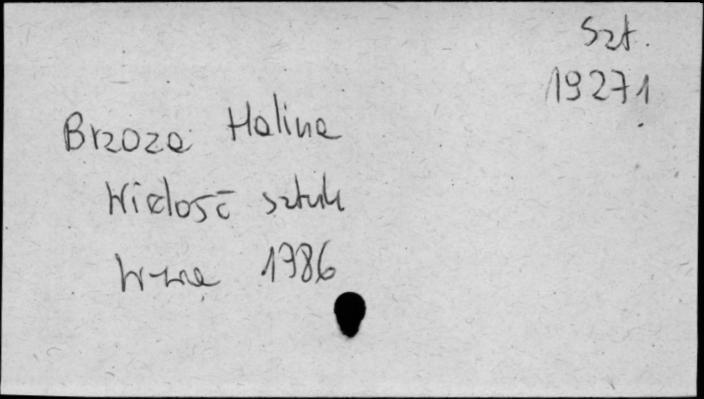 Szt.
19271
Brzoza Halina
Wielość sztuk
W-wa 1986